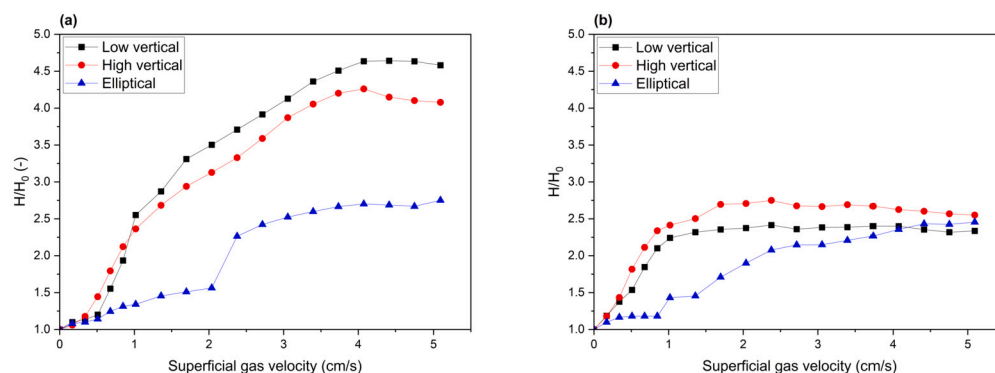 (a)
5.0
4.5
4.0
3.5
3.0
2.5
2.0
1.5
1.0
H/H₀ (-)
Low vertical
High vertical
Elliptical
0 1 2 3 4 5
Superficial gas velocity (cm/s)
(b)
5.0
4.5
4.0
3.5
3.0
2.5
2.0
1.5
1.0
H/H₀
Low vertical
High vertical
Elliptical
0 1 2 3 4 5
Superficial gas velocity (cm/s)